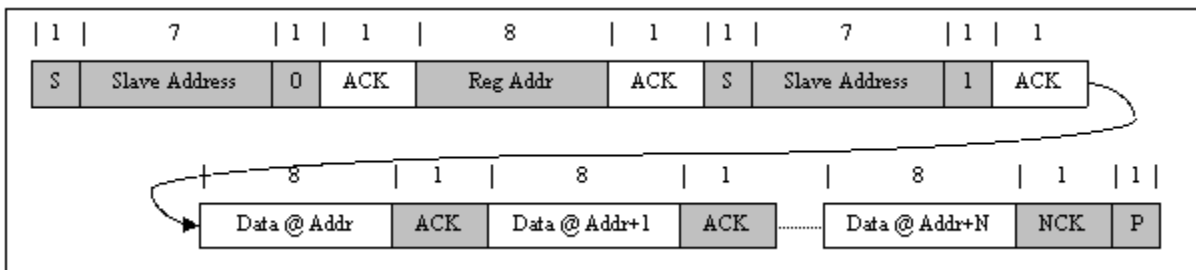 | 1 | 7 | 1 | 1 | 8 | 1 | 1 | 7 | 1 | 1
S Slave Address 0 ACK Reg Addr ACK S Slave Address 1 ACK
| 8 | 1 | 8 | 1 | 8 | 1 | 1 |
Data @ Addr ACK Data @ Addr+1 ACK ........... Data @ Addr+N NCK P